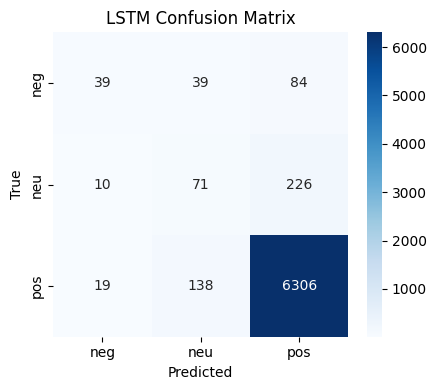 LSTM Confusion Matrix
True
neg
39
39
84
neu
10
71
226
pos
19
138
6306
neg
neu
pos
Predicted
6000
5000
4000
3000
2000
1000